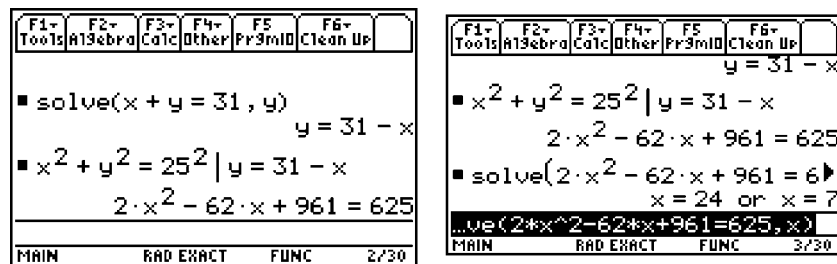 F1▾ F2▾ F3▾ F4▾ F5 F6▾
Tools Algebra Calc Other PrgmIO Clean Up
▪ solve(x + y = 31, y)
y = 31 − x
▪ x² + y² = 25² | y = 31 − x
2·x² − 62·x + 961 = 625
MAIN RAD EXACT FUNC 2/30
F1▾ F2▾ F3▾ F4▾ F5 F6▾
Tools Algebra Calc Other PrgmIO Clean Up
y = 31 − x
▪ x² + y² = 25² | y = 31 − x
2·x² − 62·x + 961 = 625
▪ solve(2·x² − 62·x + 961 = 6▶
x = 24 or x = 7
…ve(2*x^2-62*x+961=625,x)
MAIN RAD EXACT FUNC 3/30